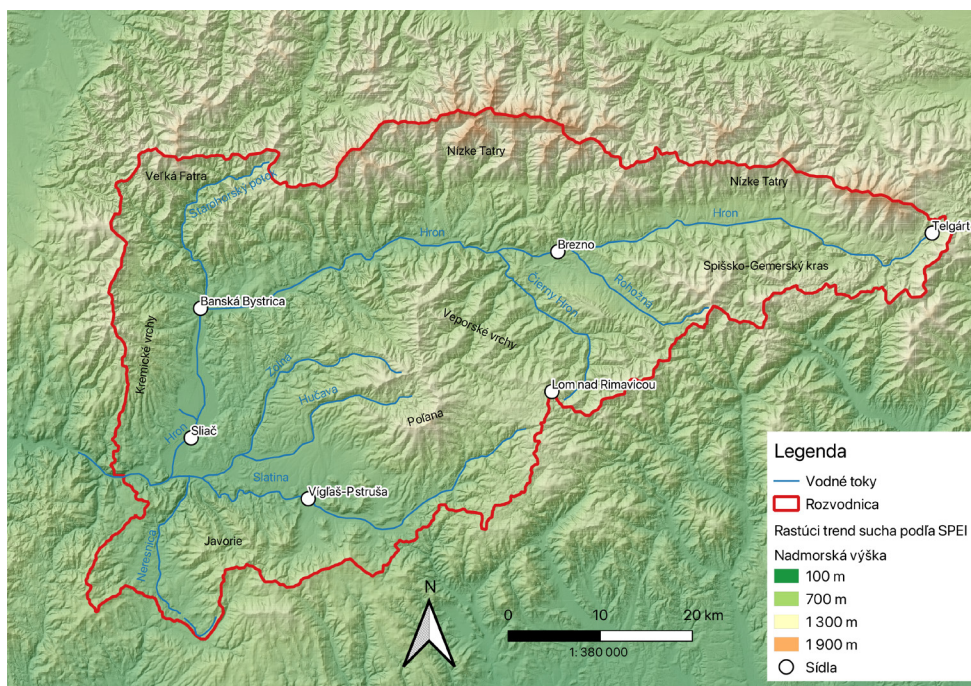 Nízke Tatry
Veľká Fatra
Nízke Tatry
Starohorský potok
Hron
Telgárt
Hron
Brezno
Spišsko-Gemerský kras
Rohožná
Čierny Hron
Banská Bystrica
Veporské vrchy
Kremnické vrchy
Zolná
Hučava
Lom nad Rimavicou
Poľana
Hron
Sliač
Slatina
Vígľaš-Pstruša
Javorie
Neresnica
Legenda
Vodné toky
Rozvodnica
Rastúci trend sucha podľa SPEI
Nadmorská výška
100 m
700 m
1 300 m
1 900 m
Sídla
N
0 10 20 km
1: 380 000